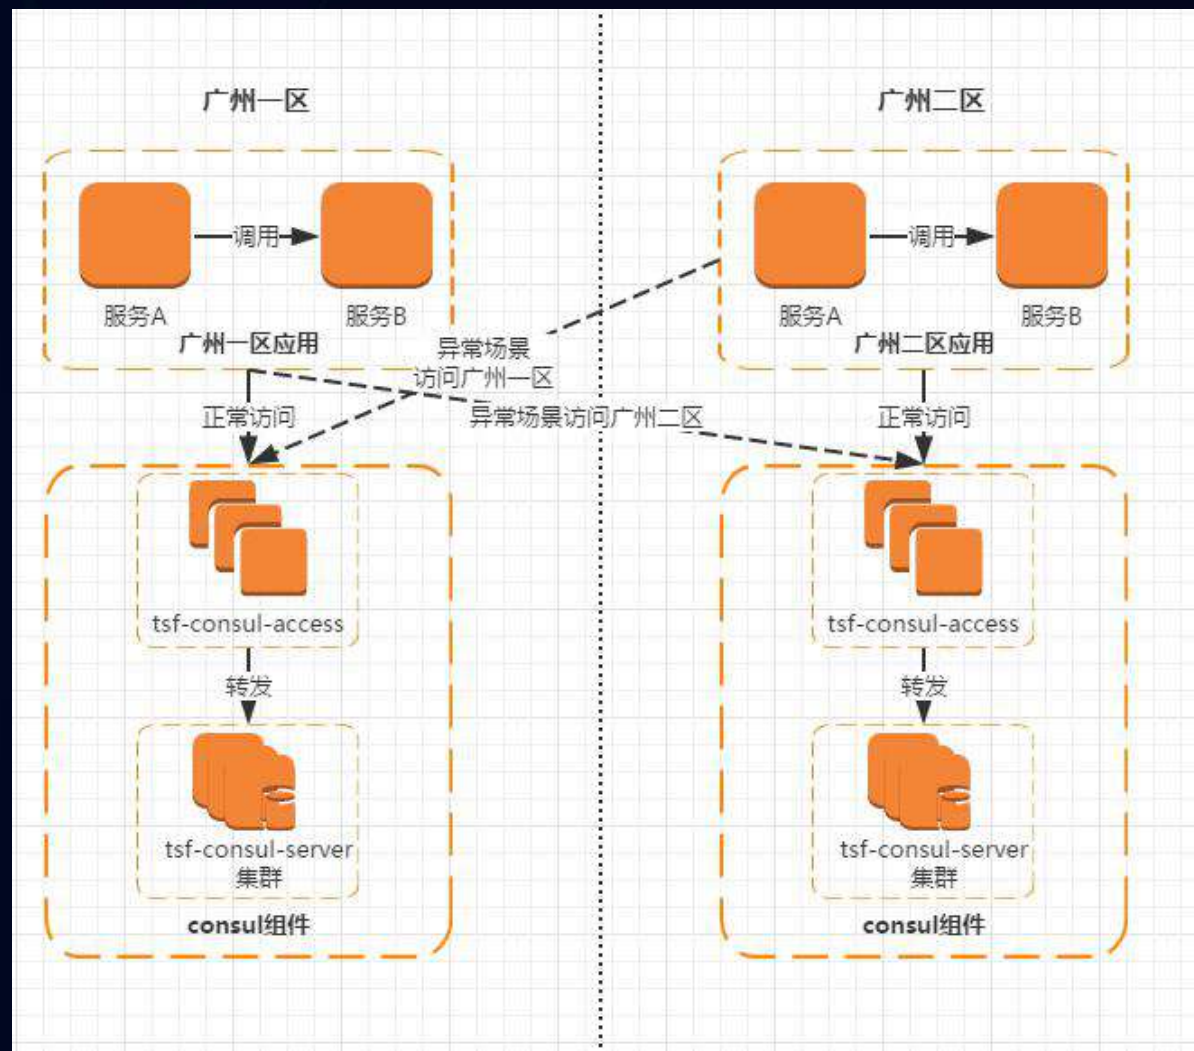 广州一区
广州二区
调用
调用
服务A
服务B
服务A
服务B
广州一区应用
广州二区应用
异常场景
访问广州一区
正常访问
异常场景访问广州二区
正常访问
tsf-consul-access
tsf-consul-access
转发
转发
tsf-consul-server
集群
tsf-consul-server
集群
consul组件
consul组件